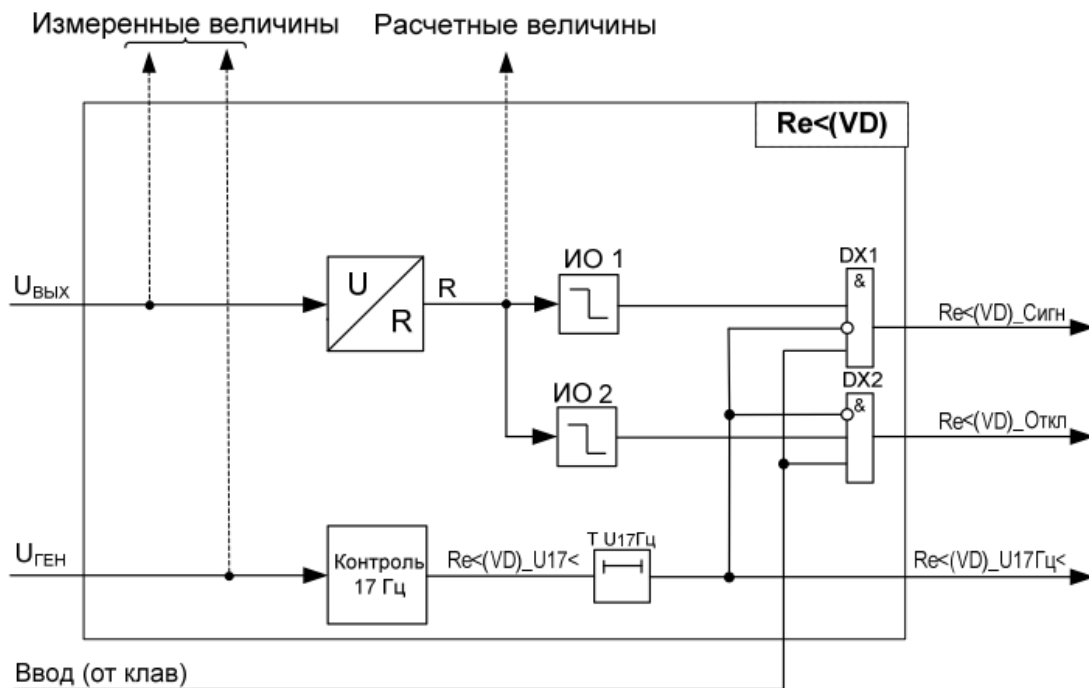 Измеренные величины
Расчетные величины
Re<(VD)
UВЫХ
U
R
R
ИО 1
DX1
&
Re<(VD)_Сигн
ИО 2
DX2
&
Re<(VD)_Откл
UГЕН
Контроль
17 Гц
Re<(VD)_U17<
T U17Гц
Re<(VD)_U17Гц<
Ввод (от клав)